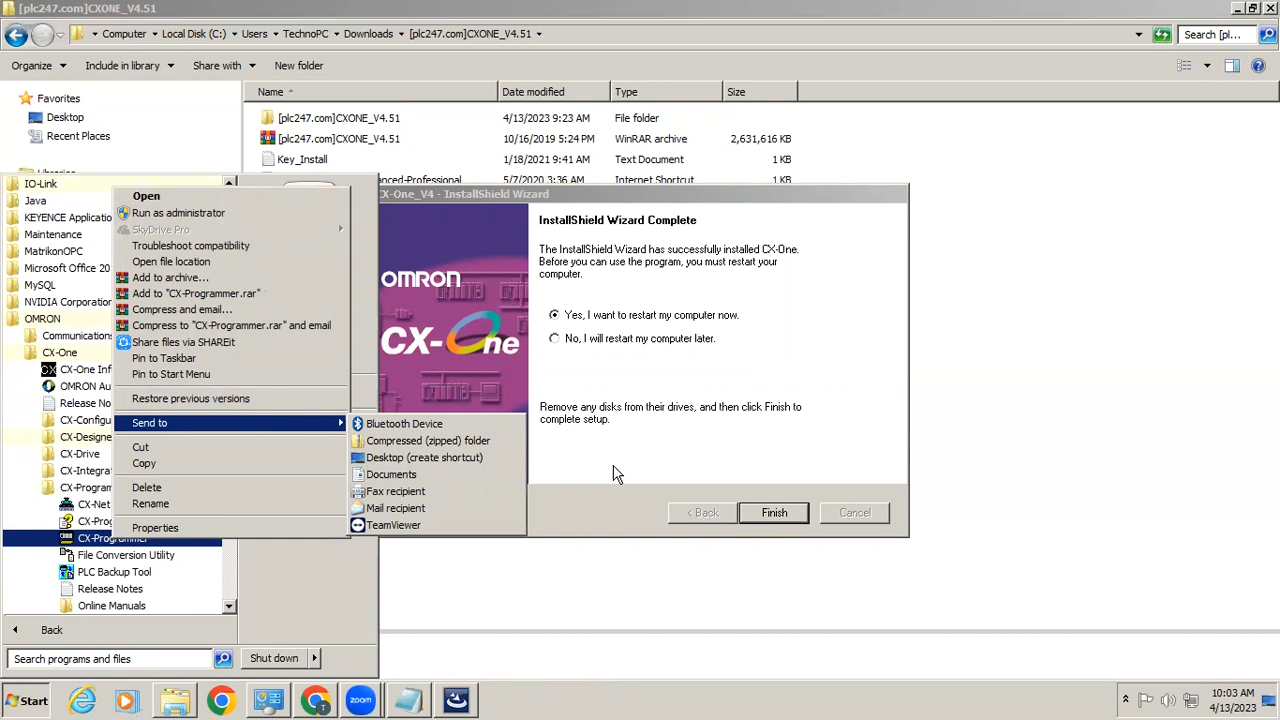 [plc247.com]CXONE_V4.51
Computer Local Disk (C:) Users TechnoPC Downloads [plc247.com]CXONE_V4.51
Search [pl...
Organize Include in library Share with New folder
Name Date modified Type Size
Favorites
Desktop
Recent Places
[plc247.com]CXONE_V4.51 4/13/2023 9:23 AM File folder
[plc247.com]CXONE_V4.51 10/16/2019 5:24 PM WinRAR archive 2,631,616 KB
Key_Install 1/18/2021 9:41 AM Text Document 1 KB
anced-Professional 5/7/2020 3:36 AM Internet Shortcut 1 KB
IO-Link
Java
KEYENCE Applicatio
Maintenance
MatrikonOPC
Microsoft Office 20
MySQL
NVIDIA Corporation
OMRON
Communications
CX-One
CX-One Inf
OMRON Au
Release No
CX-Config
CX-Designe
CX-Drive
CX-Integra
CX-Program
CX-Net
CX-Prog
CX-Programmer
File Conversion Utility
PLC Backup Tool
Release Notes
Online Manuals
Back
Search programs and files
Shut down
Open
Run as administrator
SkyDrive Pro
Troubleshoot compatibility
Open file location
Add to archive...
Add to "CX-Programmer.rar"
Compress and email...
Compress to "CX-Programmer.rar" and email
Share files via SHAREit
Pin to Taskbar
Pin to Start Menu
Restore previous versions
Send to
Cut
Copy
Delete
Rename
Properties
Bluetooth Device
Compressed (zipped) folder
Desktop (create shortcut)
Documents
Fax recipient
Mail recipient
TeamViewer
CX-One_V4 - InstallShield Wizard
OMRON
CX-One
InstallShield Wizard Complete
The InstallShield Wizard has successfully installed CX-One.
Before you can use the program, you must restart your
computer.
Yes, I want to restart my computer now.
No, I will restart my computer later.
Remove any disks from their drives, and then click Finish to
complete setup.
< Back Finish Cancel
Start
zoom
T
10:03 AM
4/13/2023